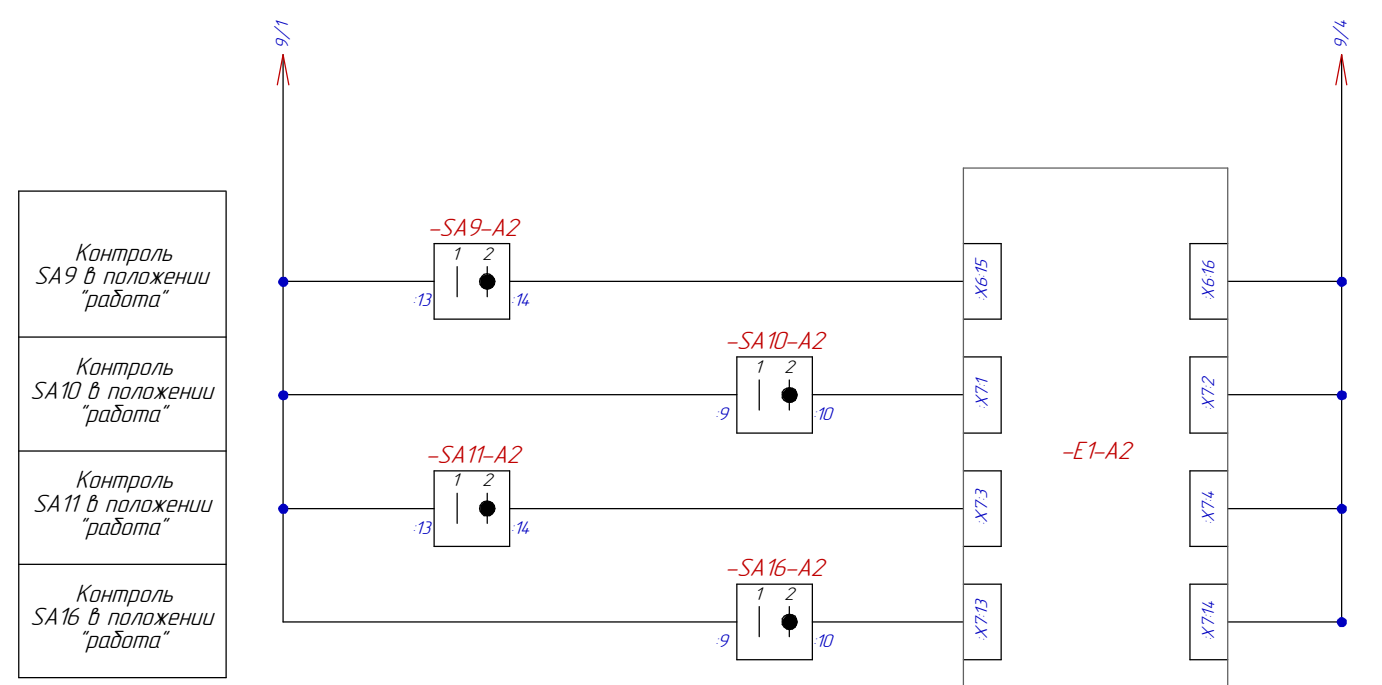 9/1
9/4
Контроль
SA9 в положении
"работа"
-SA9-A2
1 2
:13
:14
:X6:15
:X6:16
Контроль
SA10 в положении
"работа"
-SA10-A2
1 2
:9
:10
:X7:1
:X7:2
-E1-A2
Контроль
SA11 в положении
"работа"
-SA11-A2
1 2
:13
:14
:X7:3
:X7:4
Контроль
SA16 в положении
"работа"
-SA16-A2
1 2
:9
:10
:X7:13
:X7:14